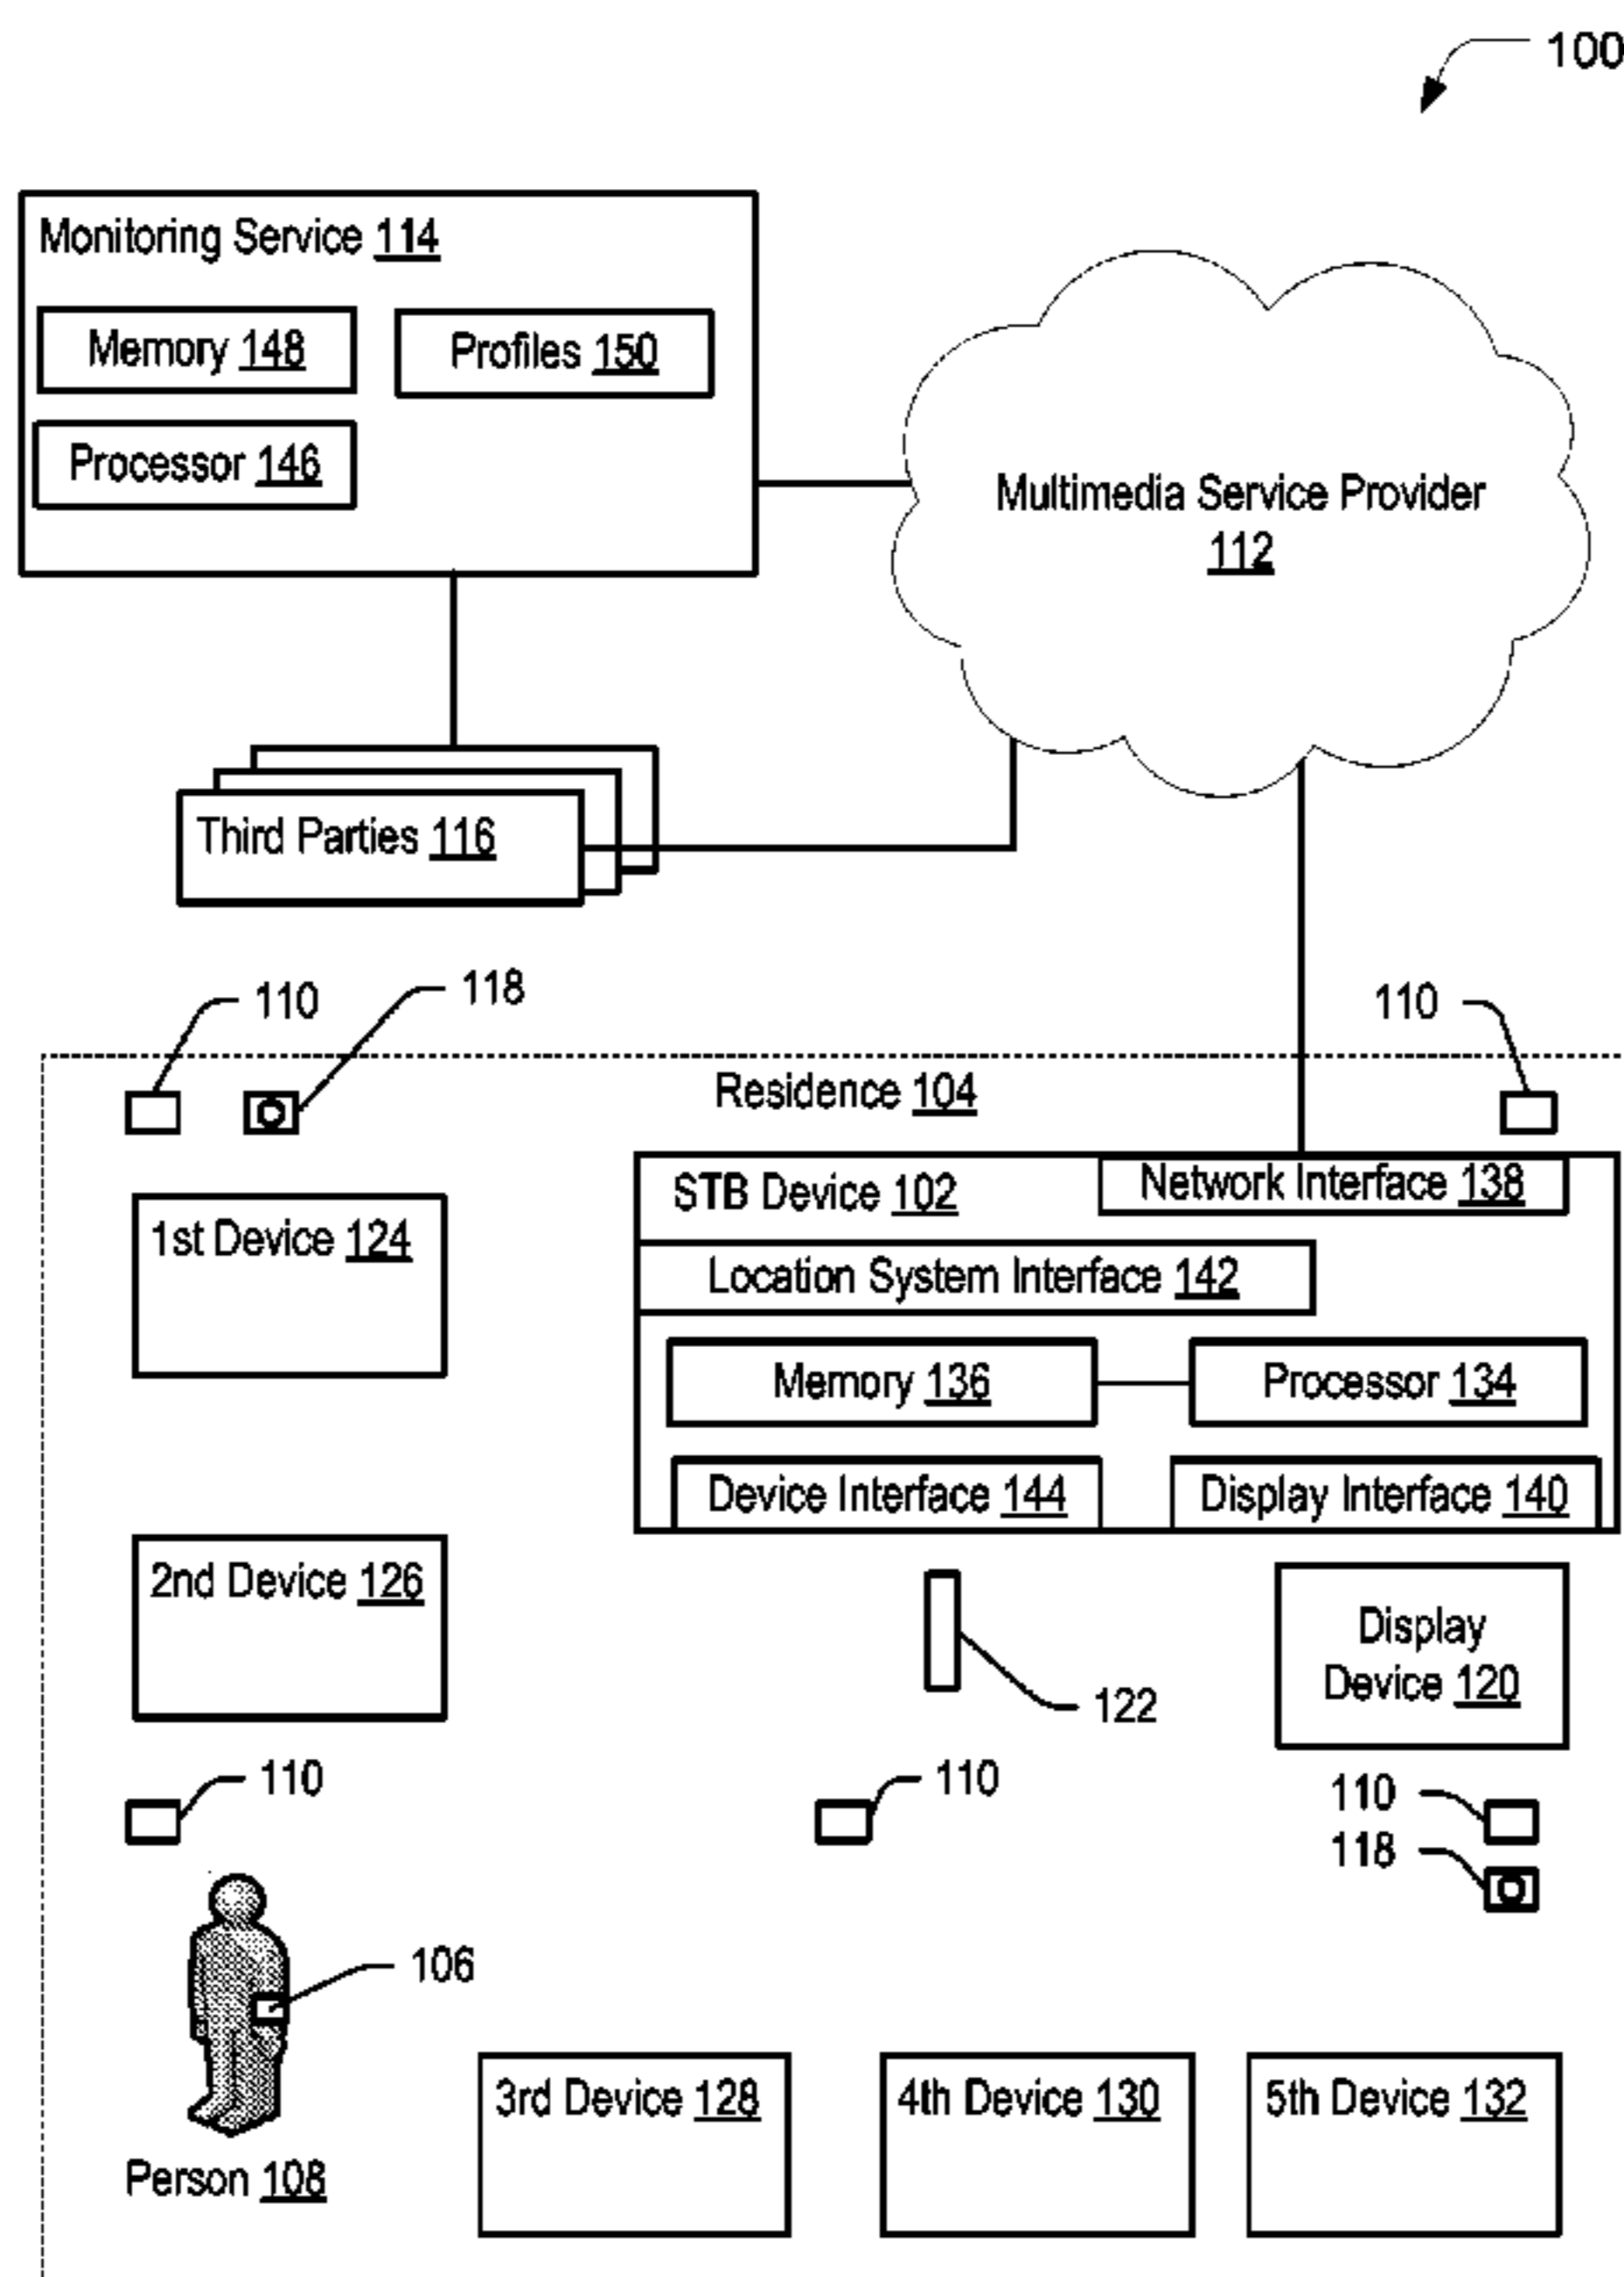 100
Monitoring Service 114
Memory 148
Profiles 150
Processor 146
Multimedia Service Provider
112
Third Parties 116
110
118
110
Residence 104
STB Device 102
Network Interface 138
1st Device 124
Location System Interface 142
Memory 136
Processor 134
Device Interface 144
Display Interface 140
2nd Device 126
Display
Device 120
122
110
110
110
118
106
3rd Device 128
4th Device 130
5th Device 132
Person 108